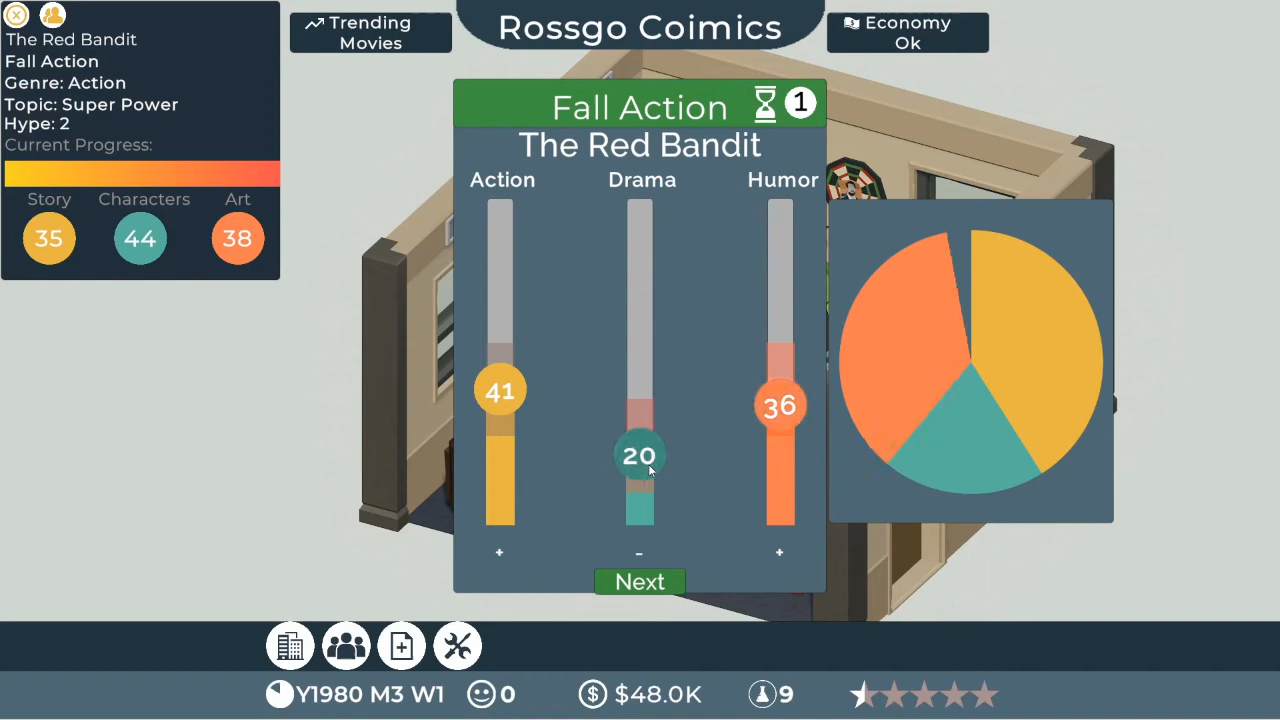 The Red Bandit
Fall Action
Genre: Action
Topic: Super Power
Hype: 2
Current Progress:
Story Characters Art
35 44 38
Trending
Movies
Rossgo Coimics
Economy
Ok
Fall Action 1
The Red Bandit
Action Drama Humor
41 20 36
+ - +
Next
Y1980 M3 W1 0 $48.0K 9